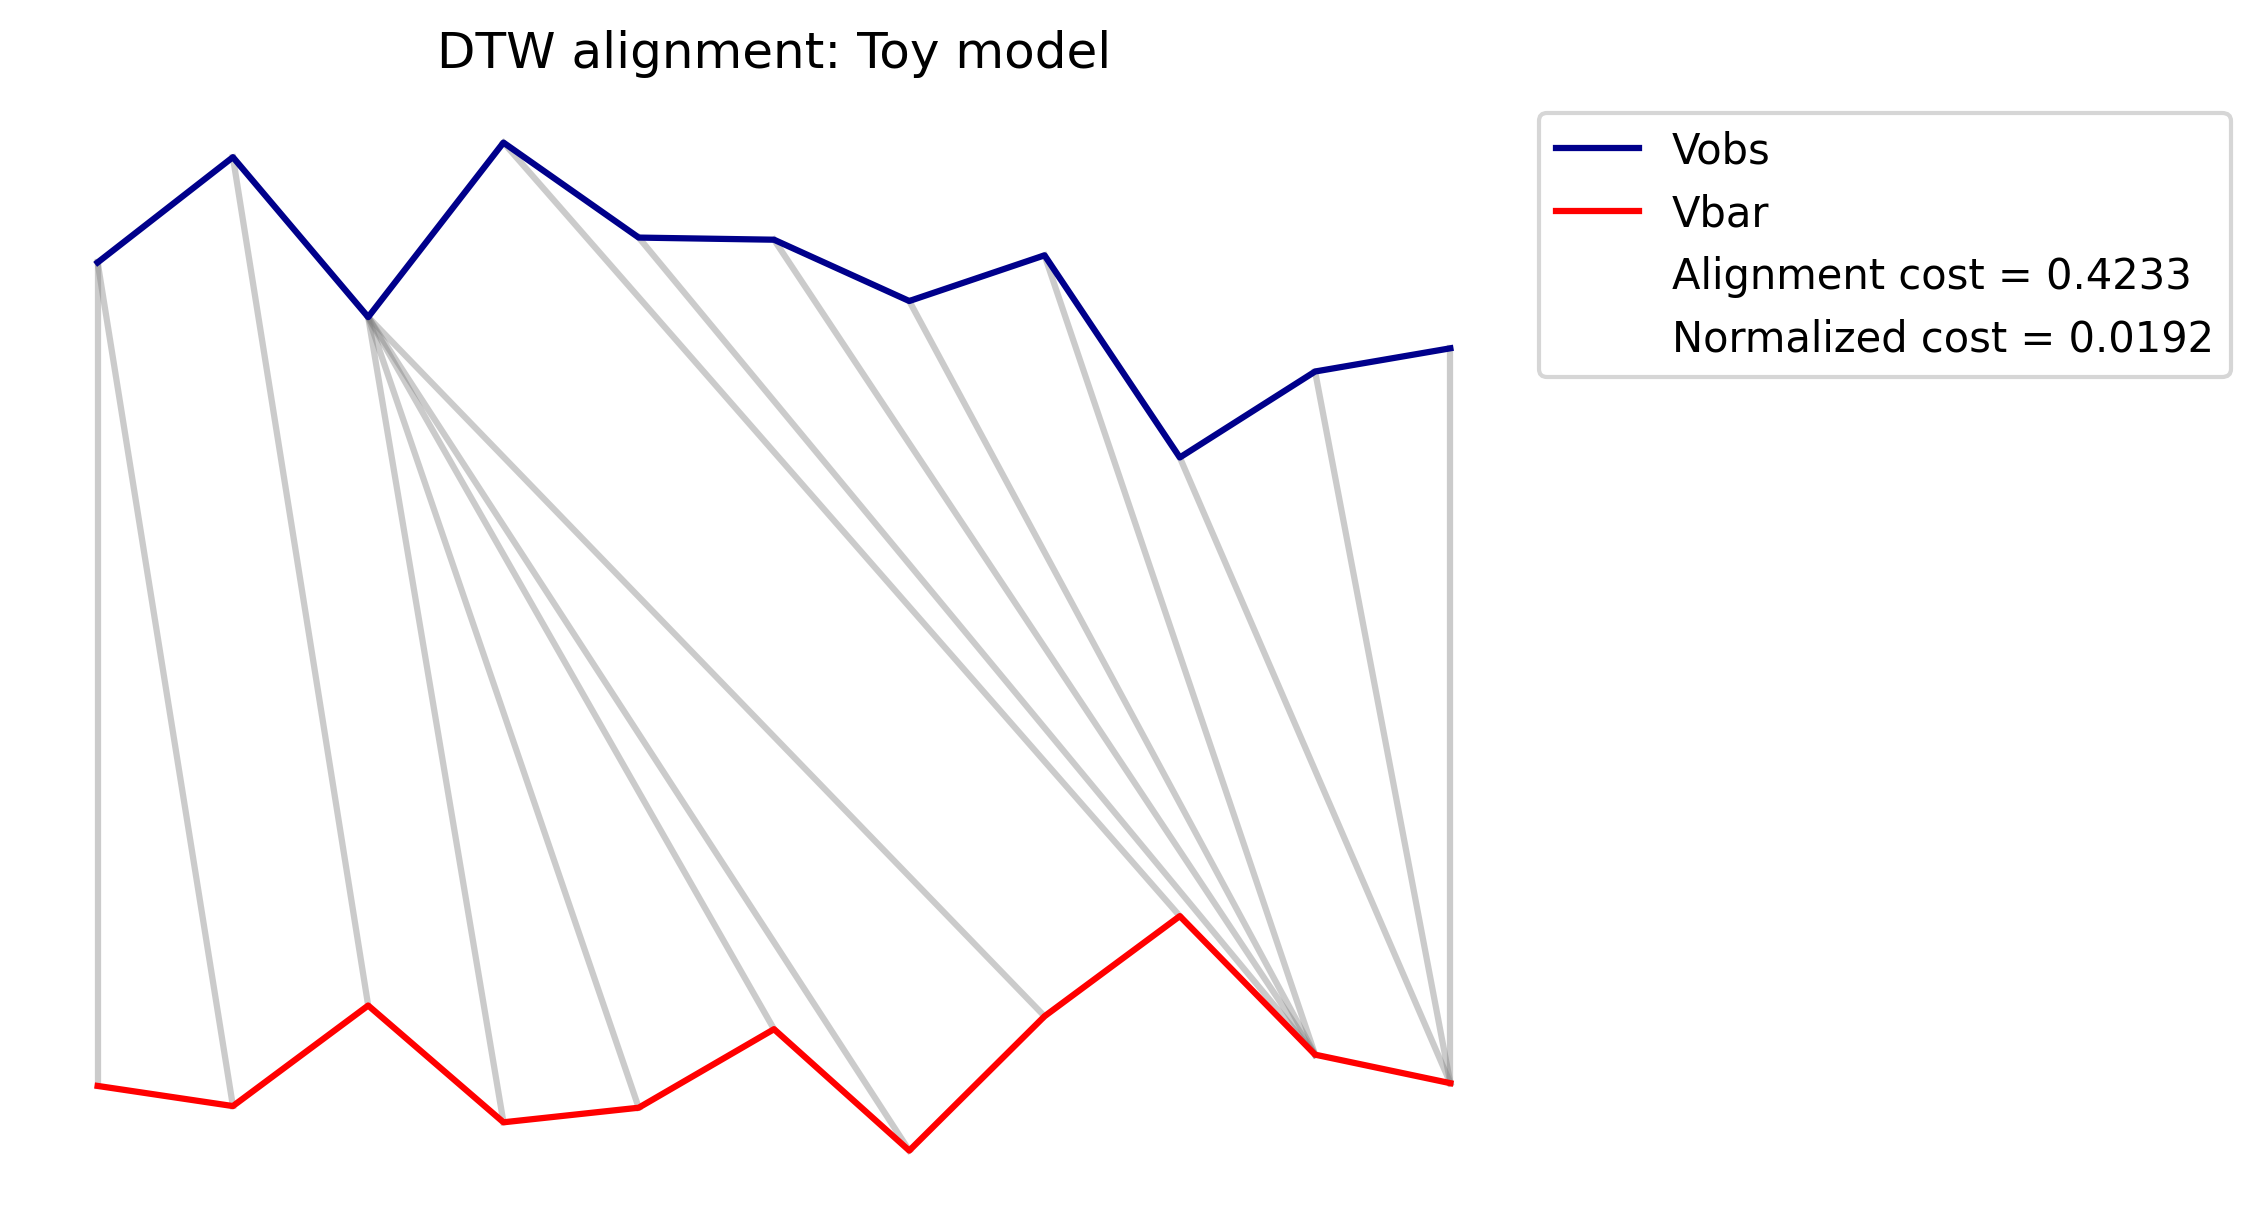 DTW alignment: Toy model
Vobs
Vbar
Alignment cost = 0.4233
Normalized cost = 0.0192